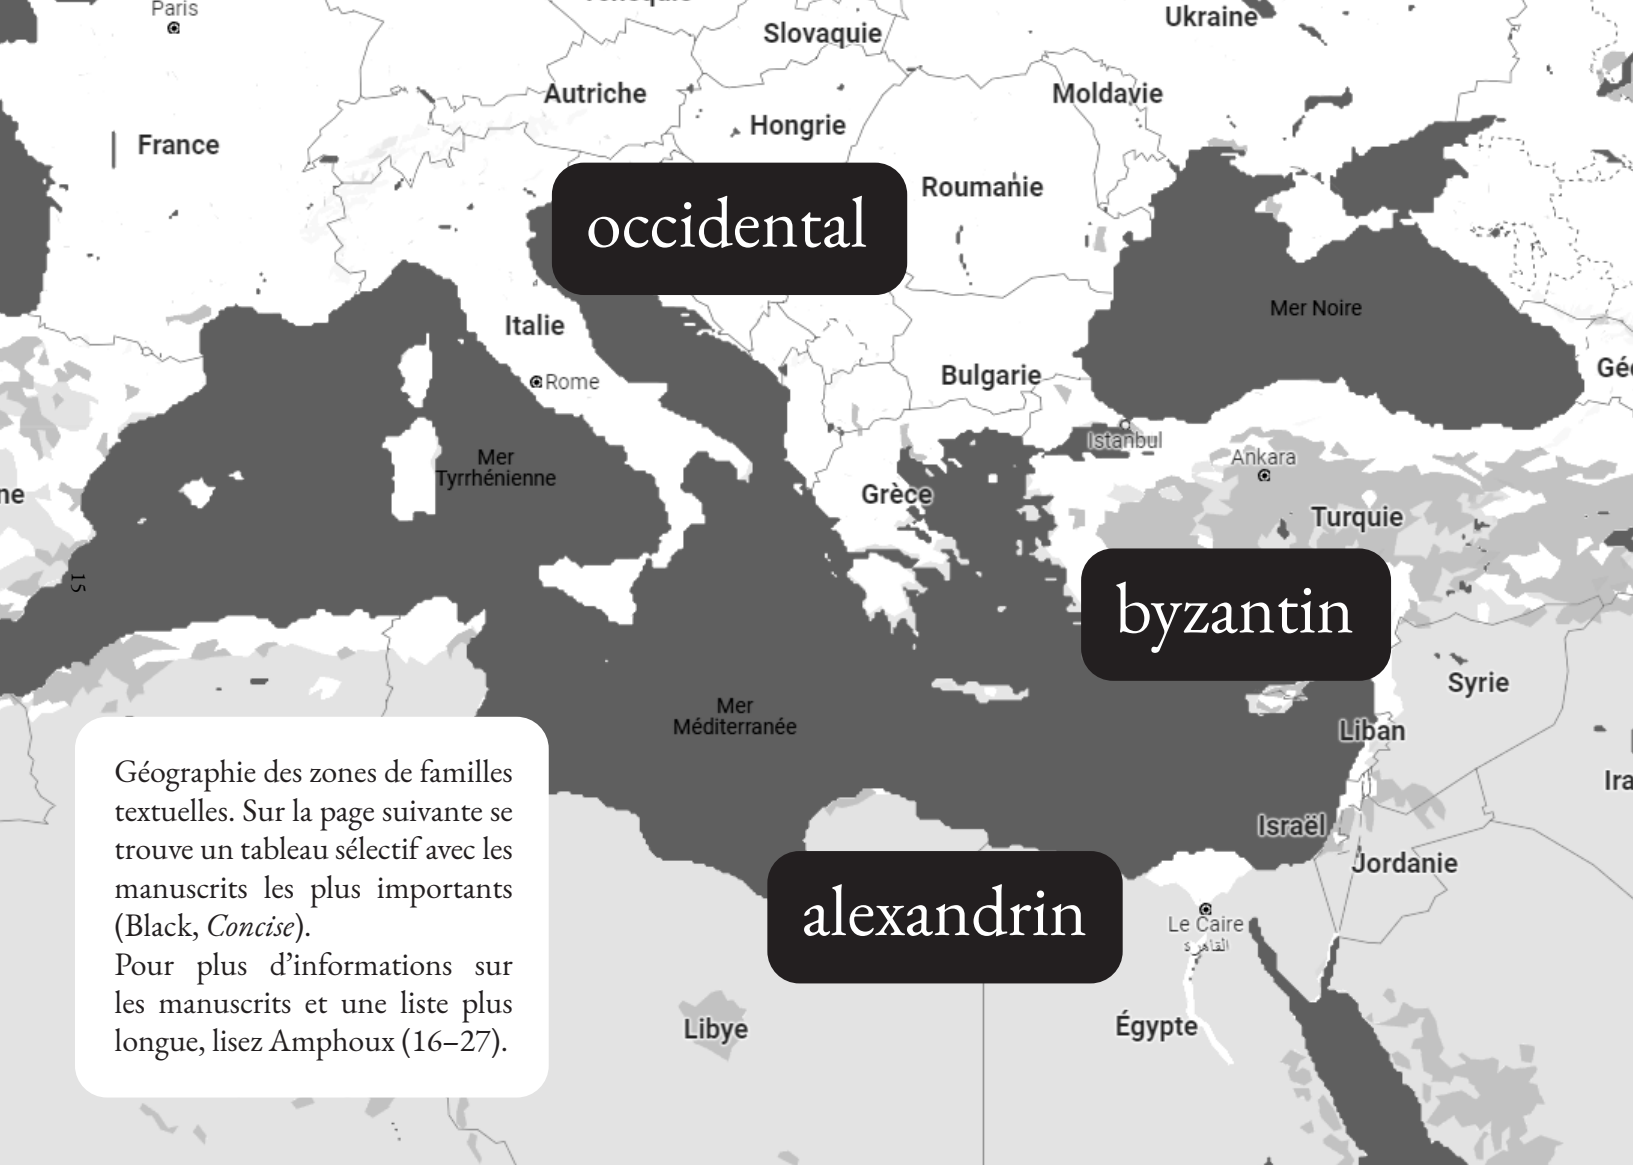 Paris
Slovaquie
Ukraine
Autriche
Moldavie
Hongrie
France
Roumanie
occidental
Mer Noire
Italie
Bulgarie
Rome
Istanbul
Ankara
Mer
Tyrrhénienne
Grèce
ne
Turquie
15
byzantin
Syrie
Mer
Méditerranée
Liban
Géographie des zones de familles
textuelles. Sur la page suivante se
trouve un tableau sélectif avec les
manuscrits les plus importants
(Black, Concise).
Pour plus d’informations sur
les manuscrits et une liste plus
longue, lisez Amphoux (16–27).
Israël
Jordanie
alexandrin
Le Caire
القاهرة
Libye
Égypte